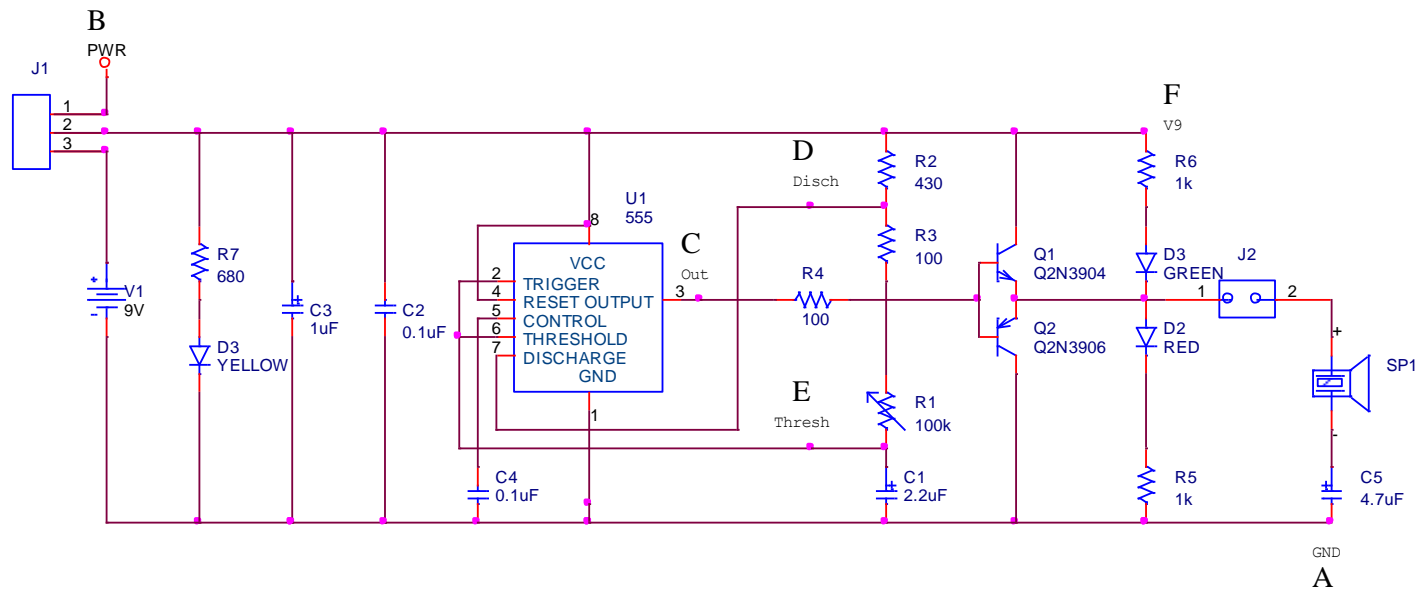 B
PWR
J1
1
2
3
V1
9V
R7
680
D3
YELLOW
C3
1uF
C2
0.1uF
U1
555
8
VCC
2
TRIGGER
4
RESET OUTPUT
5
CONTROL
6
THRESHOLD
7
DISCHARGE
GND
3
1
C4
0.1uF
C
Out
D
Disch
E
Thresh
R4
100
R2
430
R3
100
R1
100k
C1
2.2uF
Q1
Q2N3904
Q2
Q2N3906
F
V9
R6
1k
D3
GREEN
D2
RED
R5
1k
J2
1
2
+
SP1
-
C5
4.7uF
GND
A